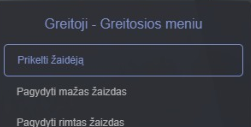 Greitoji - Greitosios meniu
Prikelti žaidėją
Pagydyti mažas žaizdas
Pagydyti rimtas žaizdas